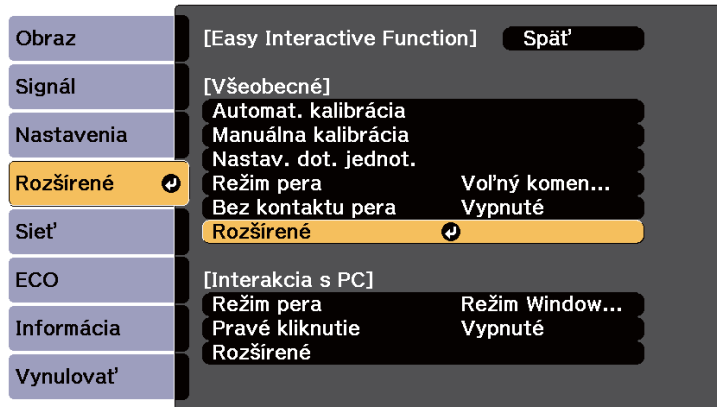 Obraz
Signál
Nastavenia
Rozšírené
Sieť
ECO
Informácia
Vynulovať
[Easy Interactive Function] Späť
[Všeobecné]
Automat. kalibrácia
Manuálna kalibrácia
Nastav. dot. jednot.
Režim pera Voľný komen...
Bez kontaktu pera Vypnuté
Rozšírené
[Interakcia s PC]
Režim pera Režim Window...
Pravé kliknutie Vypnuté
Rozšírené